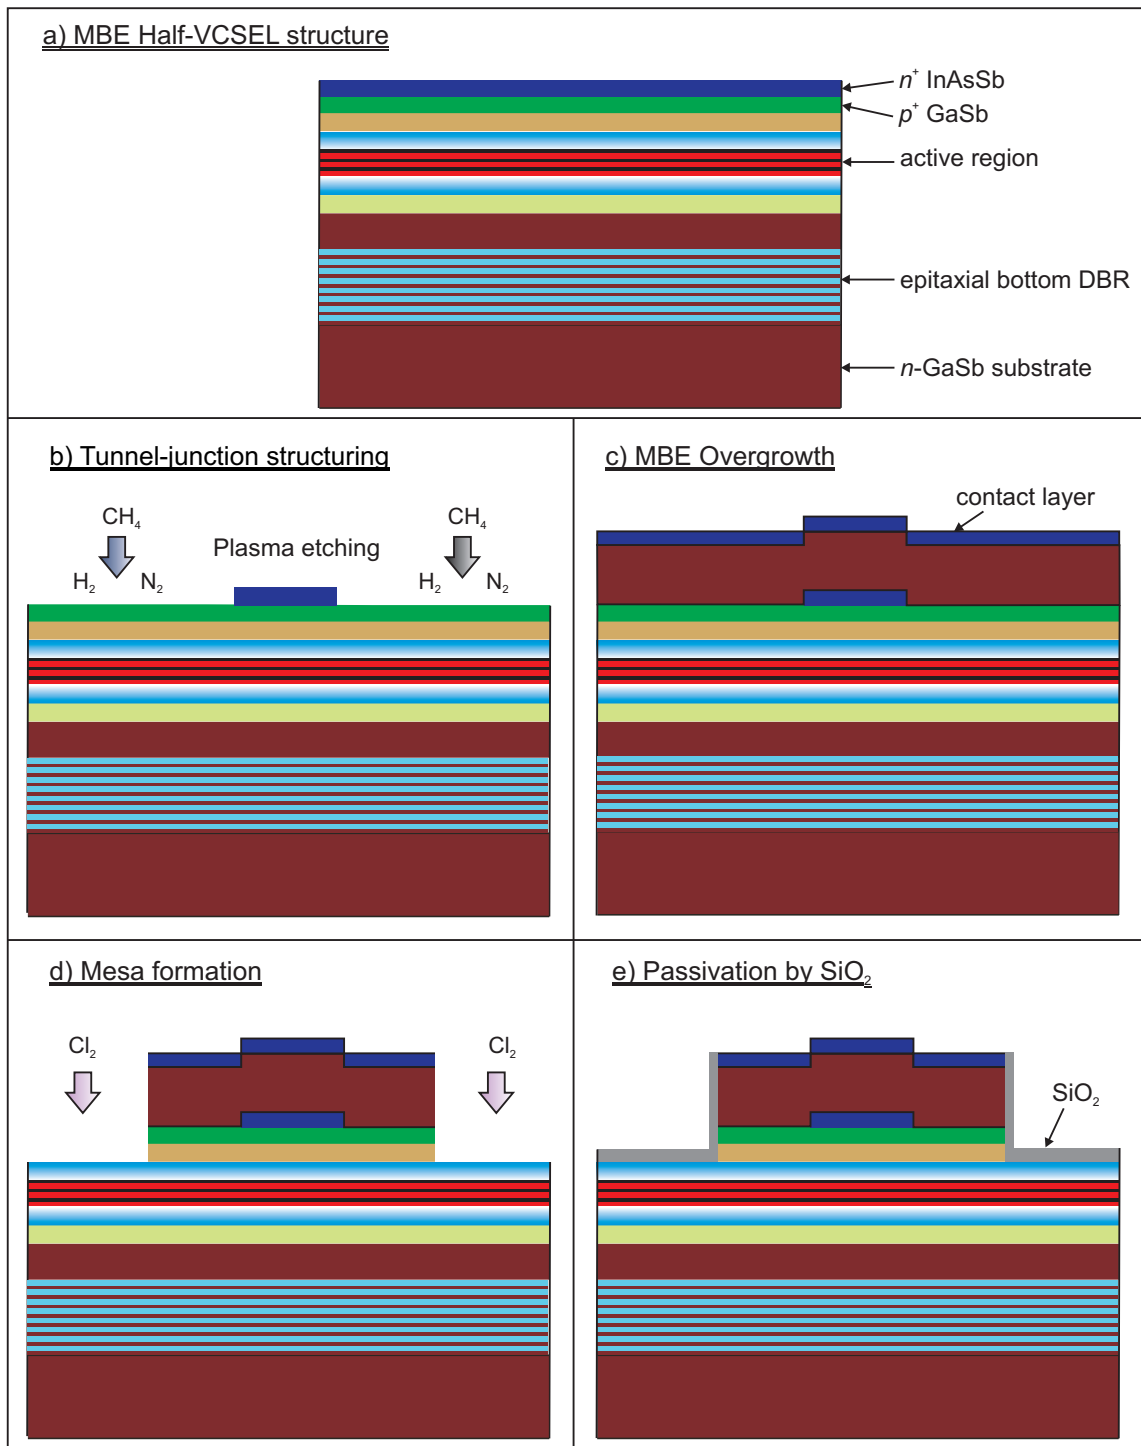 a) MBE Half-VCSEL structure
n⁺ InAsSb
p⁺ GaSb
active region
epitaxial bottom DBR
n-GaSb substrate
b) Tunnel-junction structuring
CH₄
CH₄
Plasma etching
H₂ N₂
H₂ N₂
c) MBE Overgrowth
contact layer
d) Mesa formation
Cl₂
Cl₂
e) Passivation by SiO₂
SiO₂